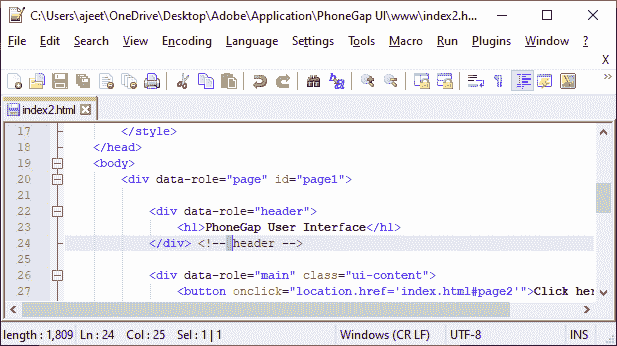 C:\Users\ajeet\OneDrive\Desktop\Adobe\Application\PhoneGap UI\www\index2.h...
File Edit Search View Encoding Language Settings Tools Macro Run Plugins Window ?
X
index2.html
17 </style>
18 </head>
19 <body>
20 <div data-role="page" id="page1">
21
22 <div data-role="header">
23 <h1>PhoneGap User Interface</h1>
24 </div> <!-- header -->
25
26 <div data-role="main" class="ui-content">
27 <button onclick="location.href='index.html#page2'">Click her
length : 1,809 Ln : 24 Col : 25 Sel : 1 | 1 Windows (CR LF) UTF-8 INS